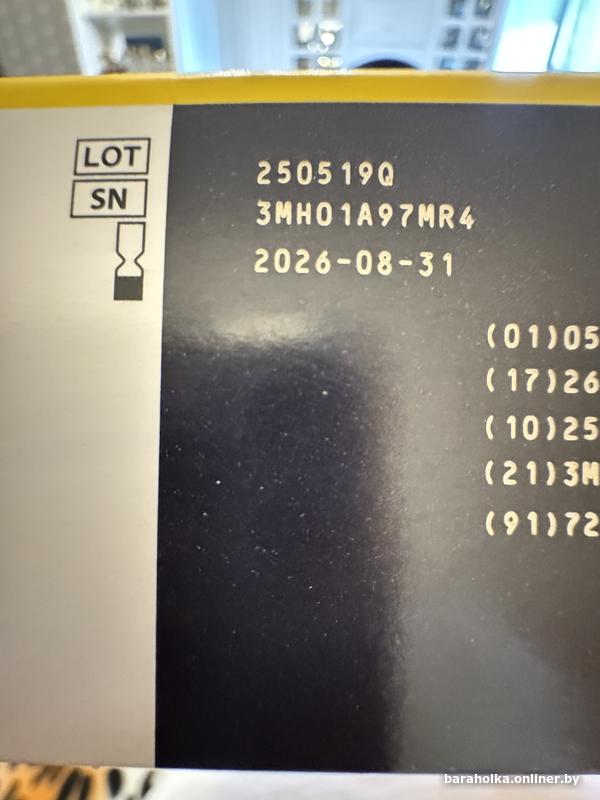 LOT
250519Q
SN
3MH01A97MR4
2026-08-31
(01)05
(17)26
(10)25
(21)3M
(91)72
baraholka.onliner.by